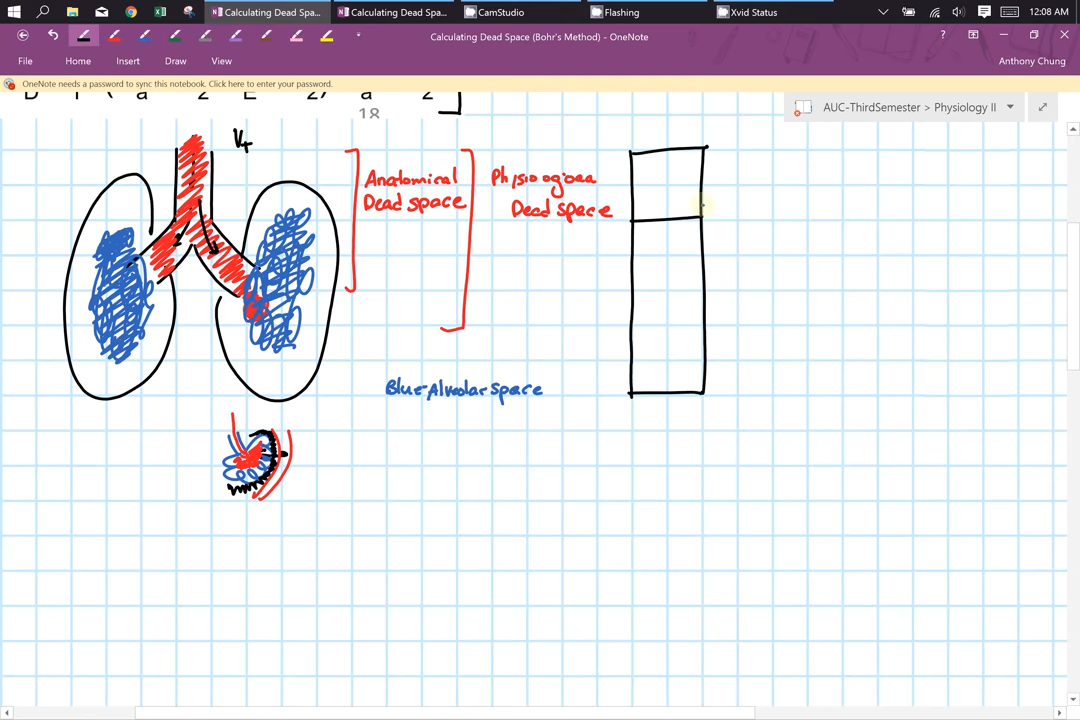 Calculating Dead Spa...
Calculating Dead Spa...
CamStudio
Flashing
Xvid Status
12:08 AM
Calculating Dead Space (Bohr's Method) - OneNote
?
File
Home
Insert
Draw
View
Anthony Chung
OneNote needs a password to sync this notebook. Click here to enter your password.
AUC-ThirdSemester > Physiology II
18
Anatomical
Dead space
Physiogioea
Dead space
Blue-Alveolar space